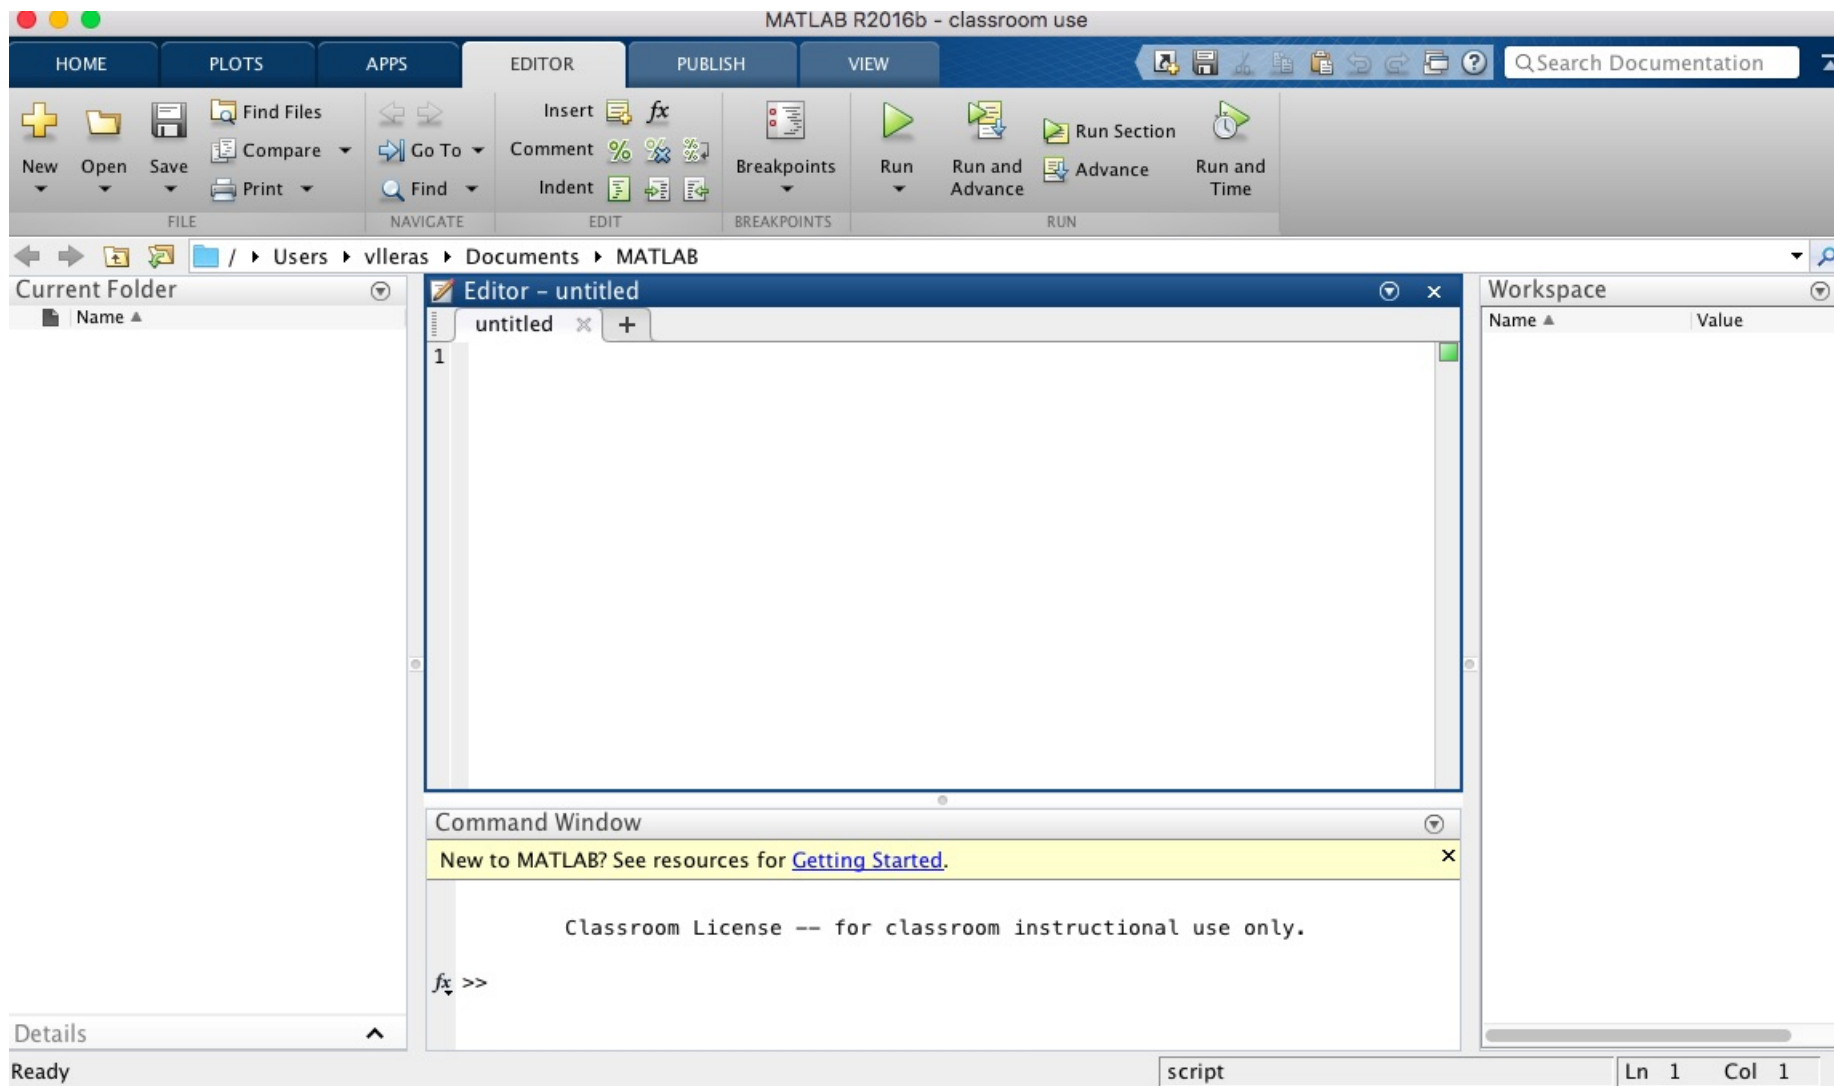 MATLAB R2016b - classroom use
HOME PLOTS APPS EDITOR PUBLISH VIEW Search Documentation
New Open Save Find Files Compare Print
FILE
Go To Find
NAVIGATE
Insert fx
Comment % % %
Indent
EDIT
Breakpoints
BREAKPOINTS
Run Run and Advance Run Section Advance Run and Time
RUN
/ Users vlleras Documents MATLAB
Current Folder
Name
Editor - untitled
untitled +
1
Workspace
Name Value
Command Window
New to MATLAB? See resources for Getting Started.
Classroom License -- for classroom instructional use only.
fx >>
Details
Ready script Ln 1 Col 1